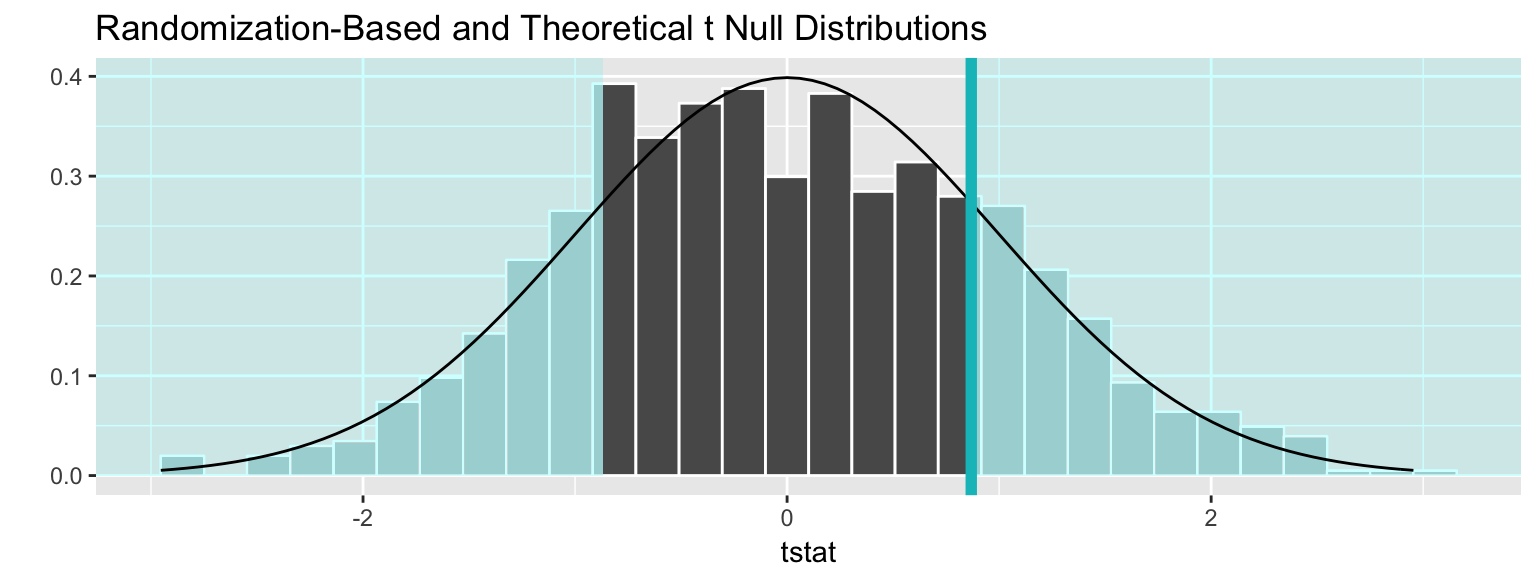 Randomization-Based and Theoretical t Null Distributions
0.4
0.3
0.2
0.1
0.0
-2 0 2
tstat